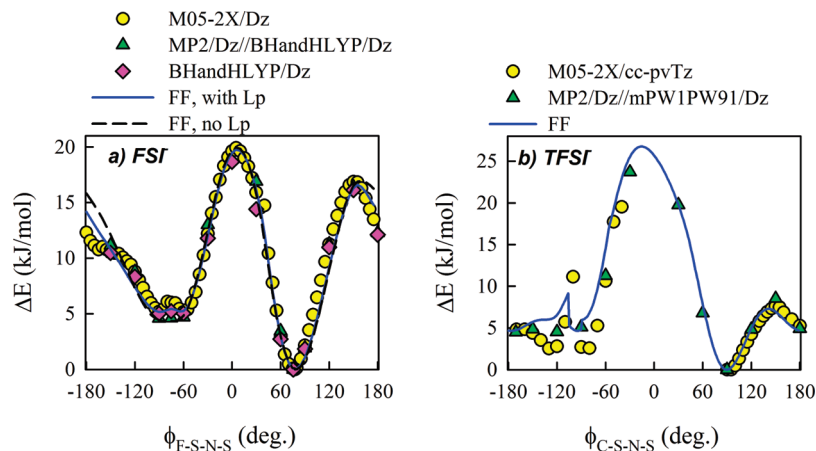 M05-2X/Dz
MP2/Dz//BHandHLYP/Dz
BHandHLYP/Dz
FF, with Lp
FF, no Lp
a) FSI⁻
ΔE (kJ/mol)
20
15
10
5
0
-180 -120 -60 0 60 120 180
ϕF-S-N-S (deg.)
M05-2X/cc-pvTz
MP2/Dz//mPW1PW91/Dz
FF
b) TFSI⁻
ΔE (kJ/mol)
25
20
15
10
5
0
-180 -120 -60 0 60 120 180
ϕC-S-N-S (deg.)